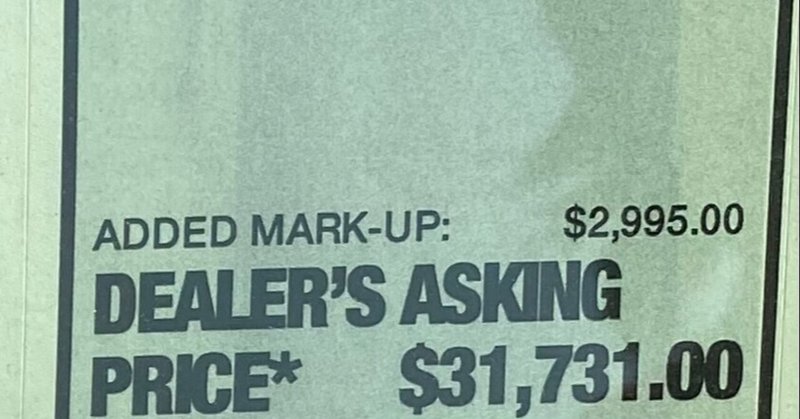 ADDED MARK-UP: $2,995.00
DEALER'S ASKING
PRICE* $31,731.00